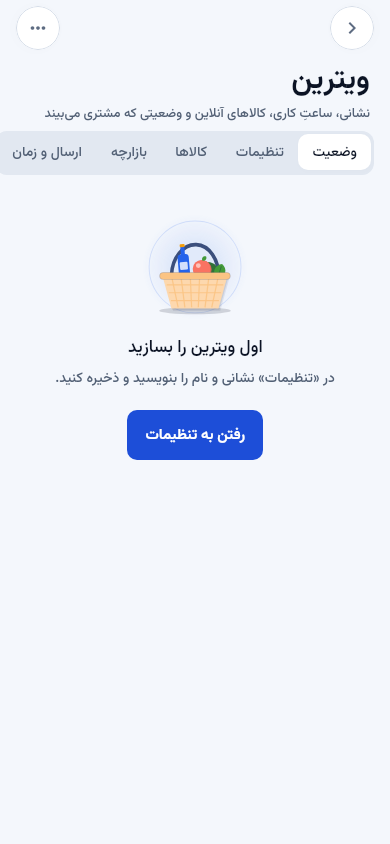 ویترین
نشانی، ساعتِ کاری، کالاهای آنلاین و وضعیتی که مشتری می‌بیند
وضعیت تنظیمات کالاها بازارچه ارسال و زمان
اول ویترین را بسازید
در «تنظیمات» نشانی و نام را بنویسید و ذخیره کنید.
رفتن به تنظیمات